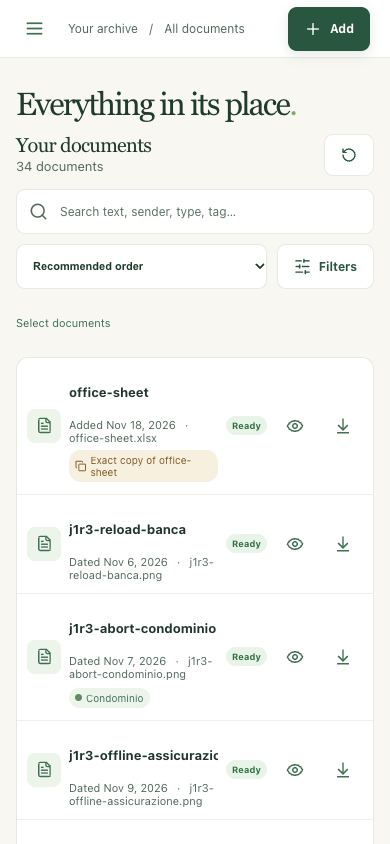 Your archive / All documents
Add
Everything in its place.
Your documents
34 documents
Search text, sender, type, tag...
Recommended order
Filters
Select documents
office-sheet
Added Nov 18, 2026 ·
office-sheet.xlsx
Ready
Exact copy of office-
sheet
j1r3-reload-banca
Dated Nov 6, 2026 · j1r3-
reload-banca.png
Ready
j1r3-abort-condominio
Dated Nov 7, 2026 · j1r3-
abort-condominio.png
Ready
Condominio
j1r3-offline-assicurazic
Dated Nov 9, 2026 · j1r3-
offline-assicurazione.png
Ready